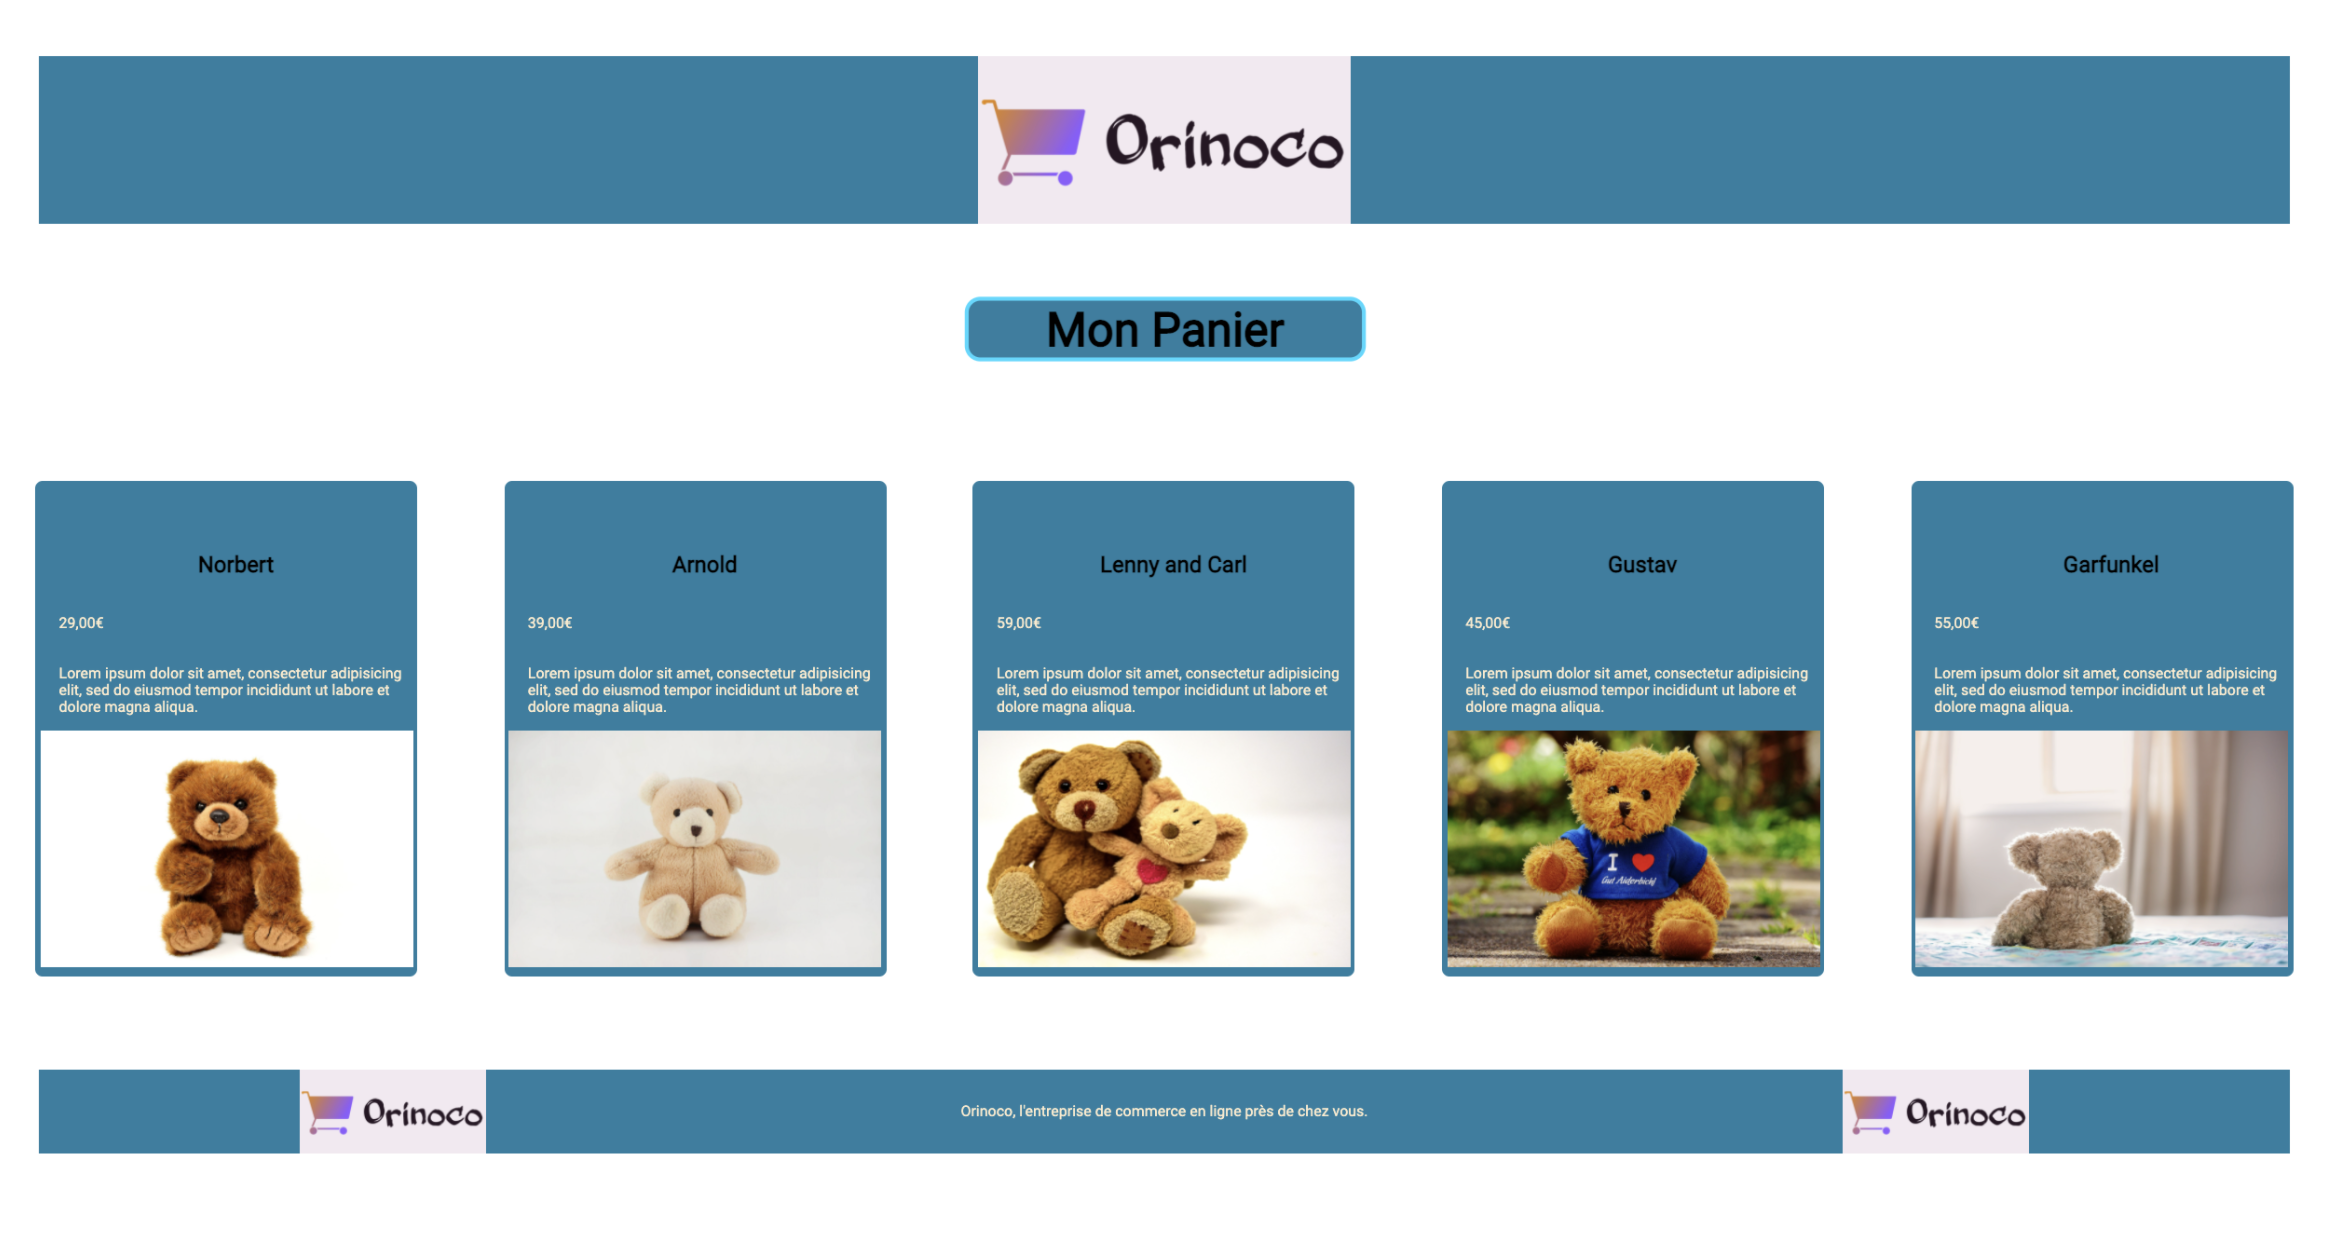 Orinoco
Mon Panier
Norbert
29,00€
Lorem ipsum dolor sit amet, consectetur adipisicing
elit, sed do eiusmod tempor incididunt ut labore et
dolore magna aliqua.
Arnold
39,00€
Lorem ipsum dolor sit amet, consectetur adipisicing
elit, sed do eiusmod tempor incididunt ut labore et
dolore magna aliqua.
Lenny and Carl
59,00€
Lorem ipsum dolor sit amet, consectetur adipisicing
elit, sed do eiusmod tempor incididunt ut labore et
dolore magna aliqua.
Gustav
45,00€
Lorem ipsum dolor sit amet, consectetur adipisicing
elit, sed do eiusmod tempor incididunt ut labore et
dolore magna aliqua.
I ♥
Gut Aiderbichl
Garfunkel
55,00€
Lorem ipsum dolor sit amet, consectetur adipisicing
elit, sed do eiusmod tempor incididunt ut labore et
dolore magna aliqua.
Orinoco
Orinoco, l'entreprise de commerce en ligne près de chez vous.
Orinoco